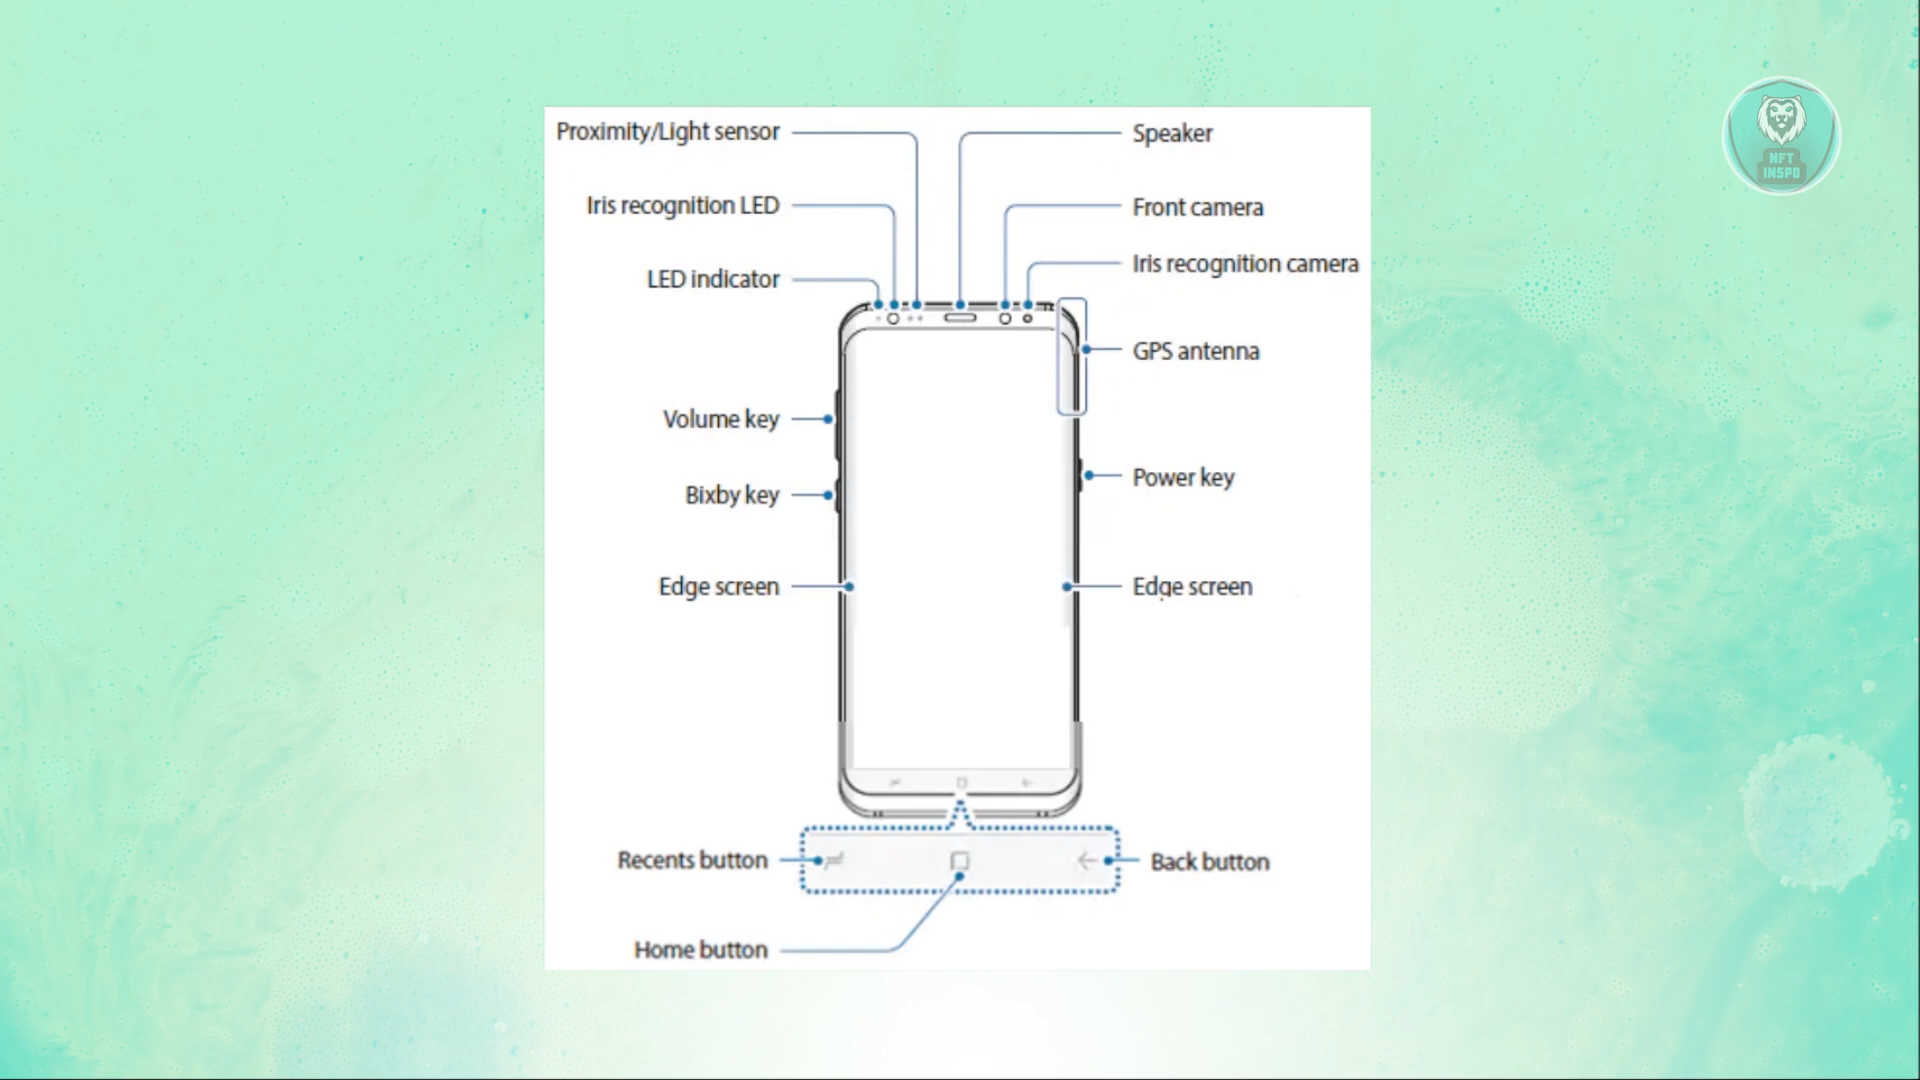 Proximity/Light sensor
Speaker
Iris recognition LED
Front camera
LED indicator
Iris recognition camera
GPS antenna
Volume key
Power key
Bixby key
Edge screen
Edge screen
Recents button
Back button
Home button
NFT
INSPO